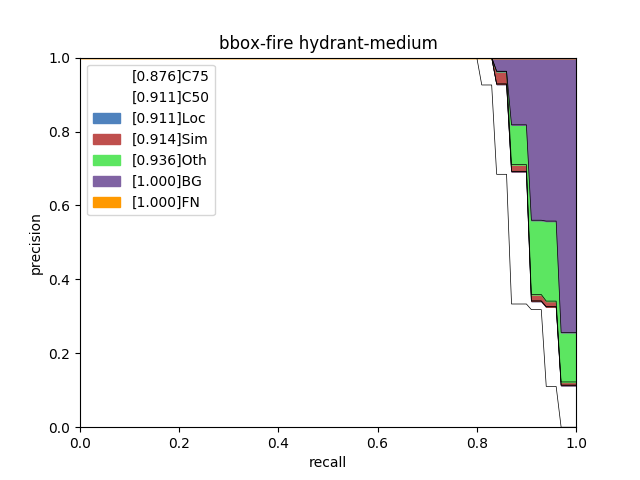 bbox-fire hydrant-medium
1.0
0.8
0.6
0.4
0.2
0.0
precision
[0.876]C75
[0.911]C50
[0.911]Loc
[0.914]Sim
[0.936]Oth
[1.000]BG
[1.000]FN
0.0 0.2 0.4 0.6 0.8 1.0
recall